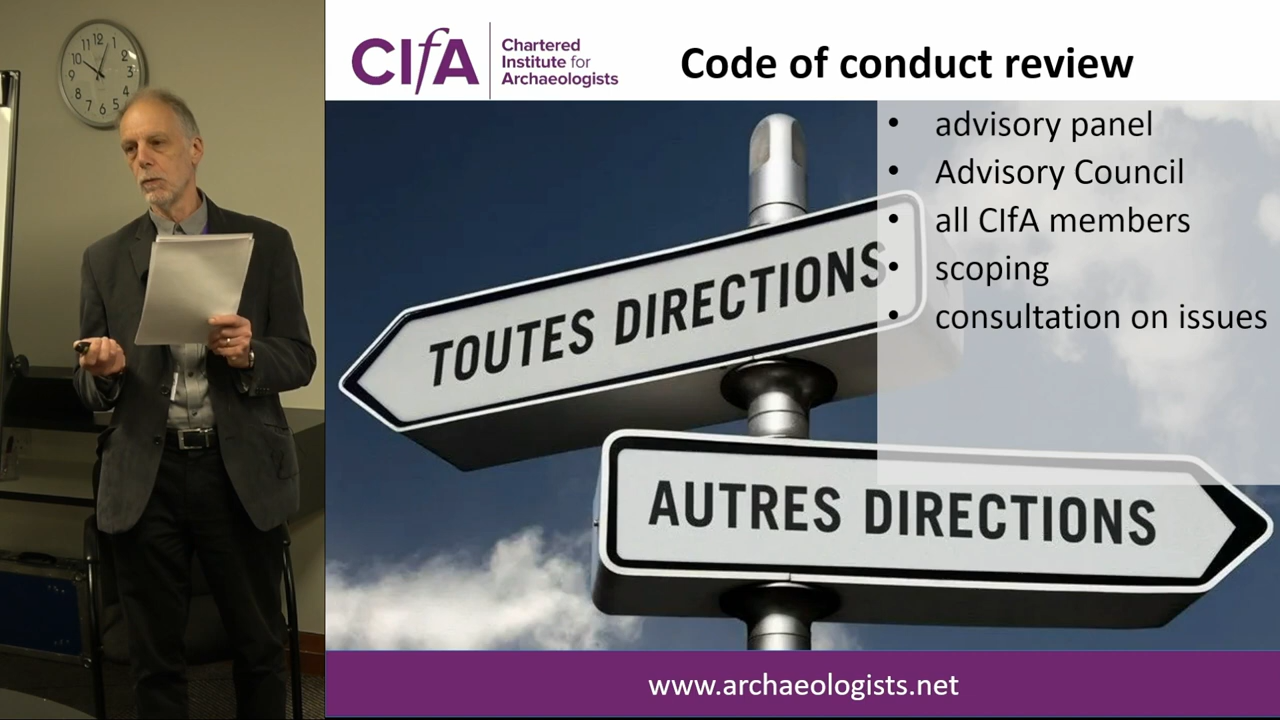 12
1
2
3
4
5
6
7
8
9
10
11
CIfA
Chartered
Institute for
Archaeologists
Code of conduct review
• advisory panel
• Advisory Council
• all CIfA members
• scoping
• consultation on issues
TOUTES DIRECTIONS
AUTRES DIRECTIONS
www.archaeologists.net